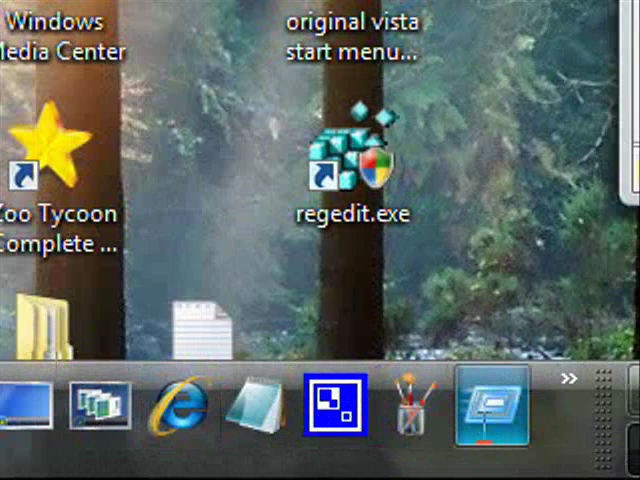 Windows
Media Center
original vista
start menu...
Zoo Tycoon
Complete ...
regedit.exe
»